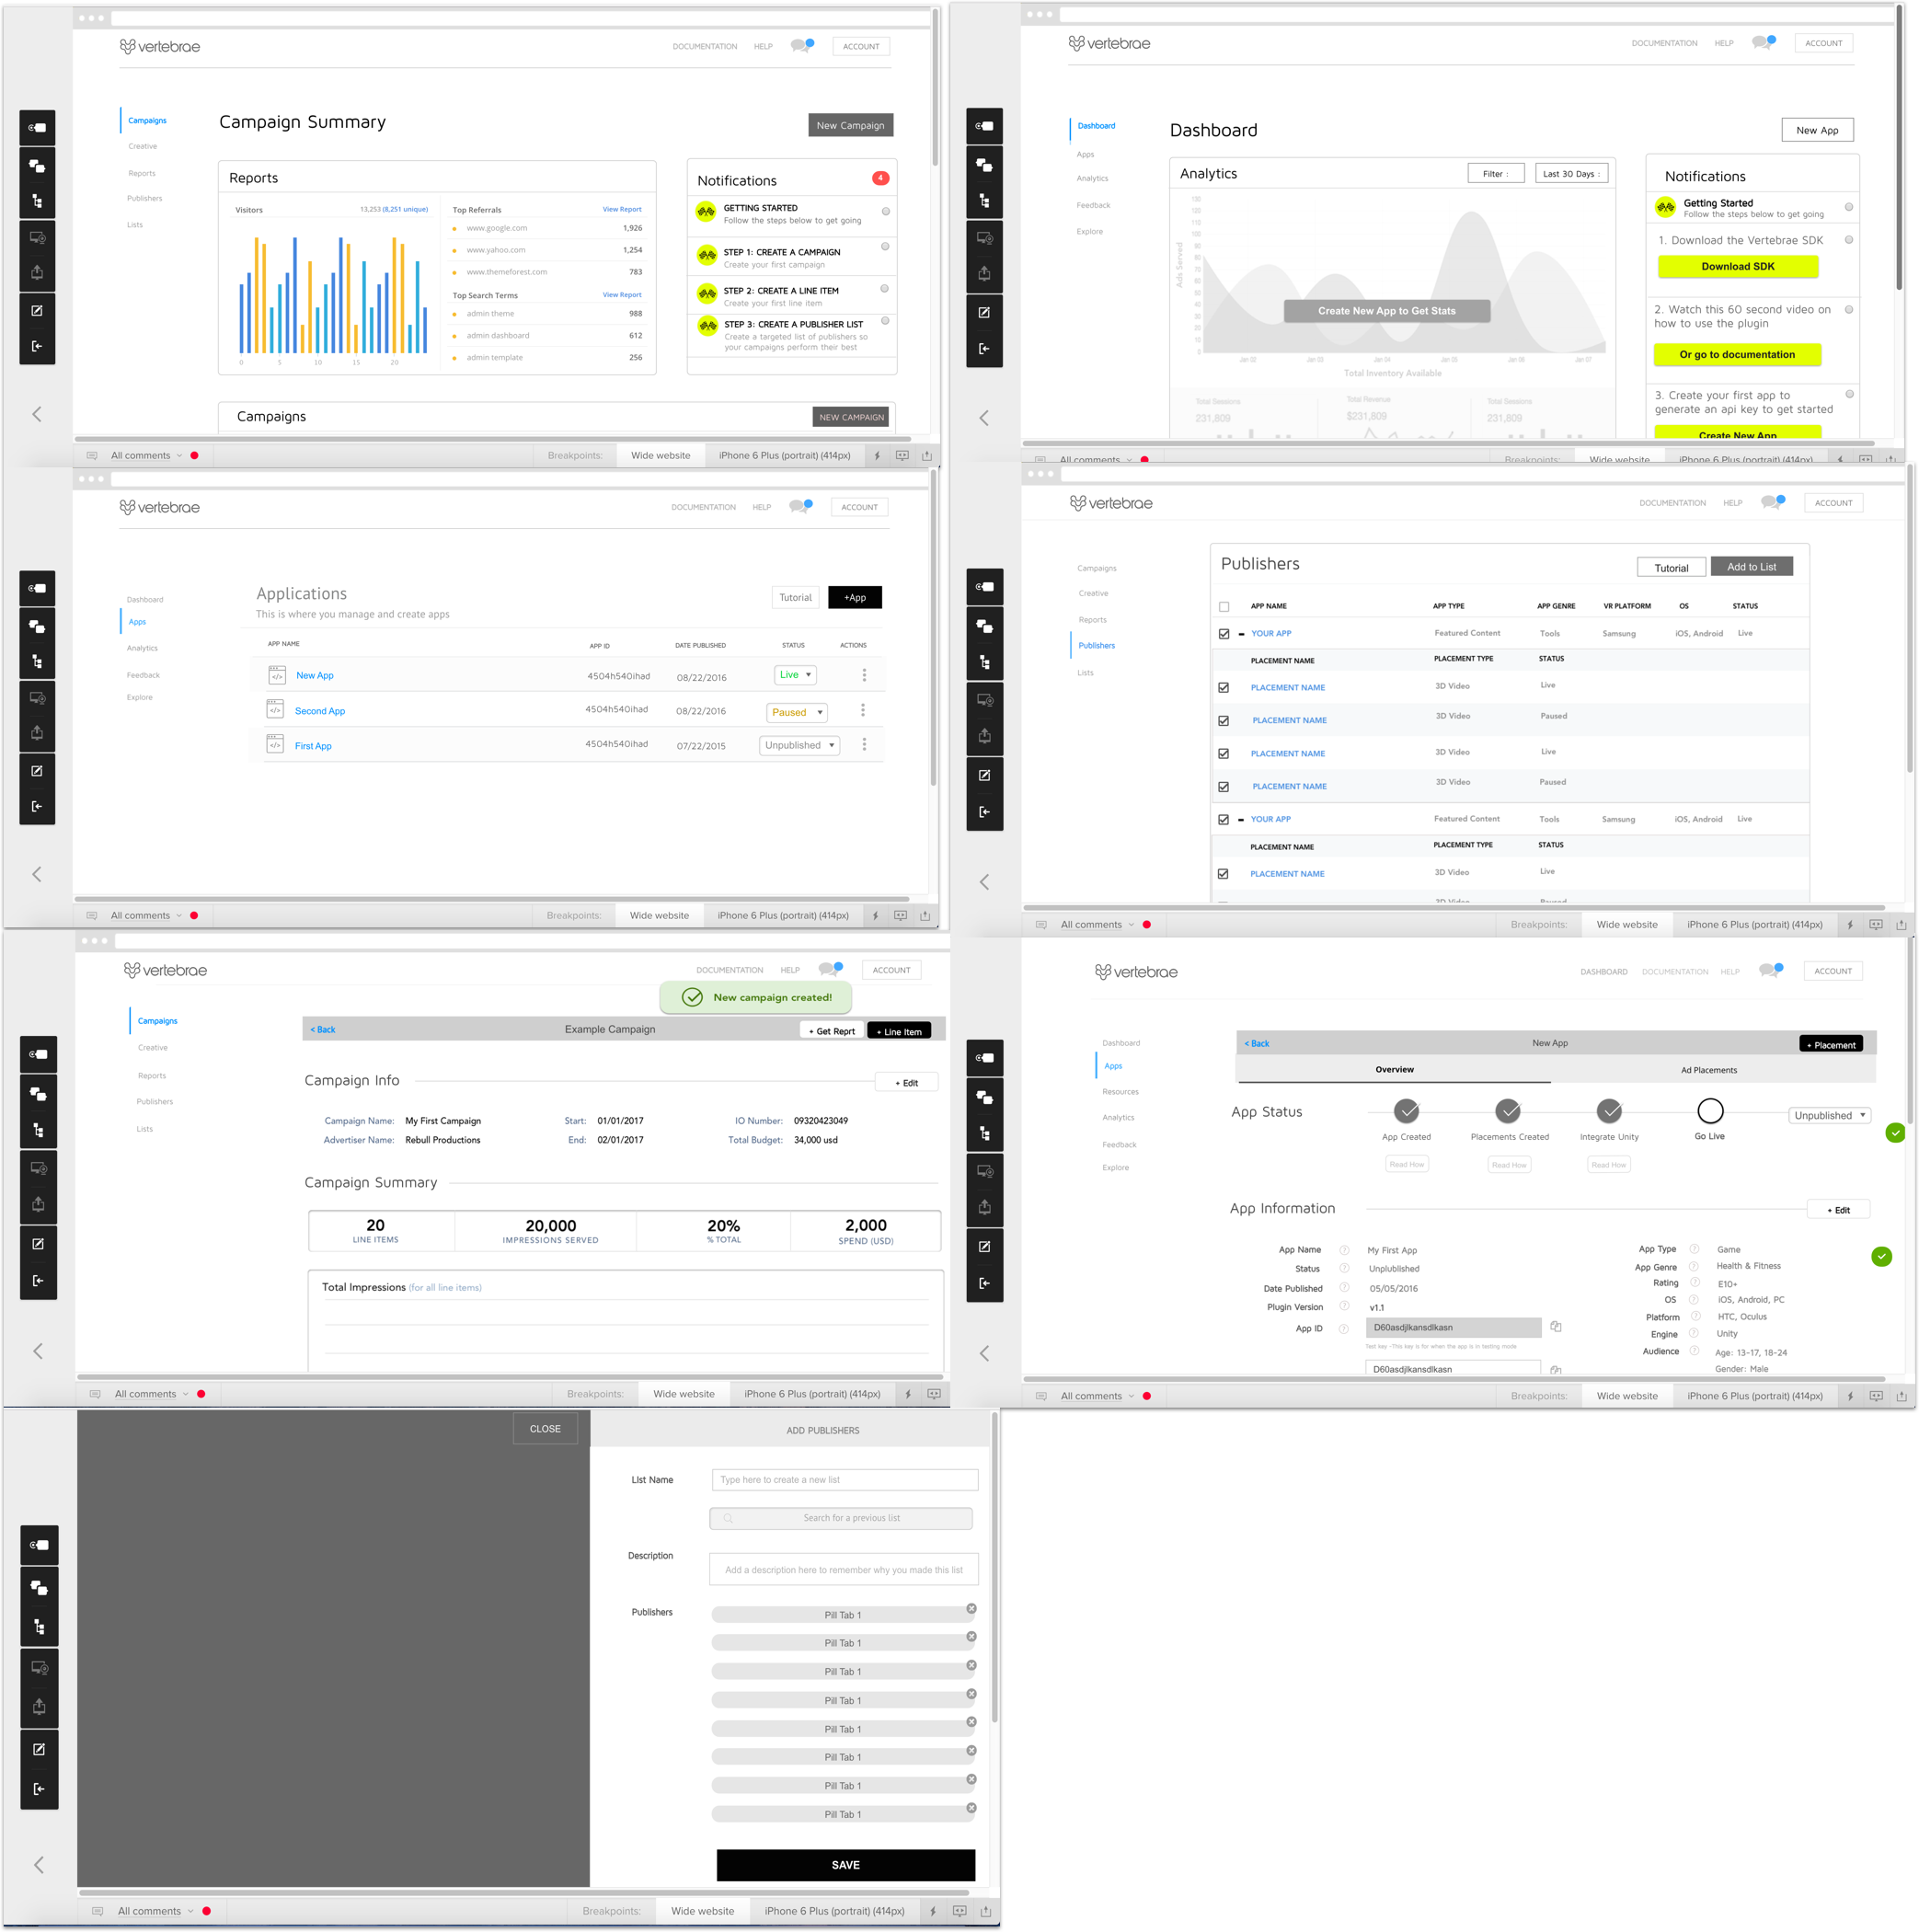 vertebrae
DOCUMENTATION HELP ACCOUNT
Campaigns
Creative
Reports
Publishers
Lists
Campaign Summary
New Campaign
Reports
Visitors 13,253 (8,251 unique)
0 5 10 15 20
Top Referrals View Report
www.google.com 1,926
www.yahoo.com 1,254
www.themeforest.com 783
Top Search Terms View Report
admin theme 988
admin dashboard 612
admin template 256
Notifications 4
GETTING STARTED
Follow the steps below to get going
STEP 1: CREATE A CAMPAIGN
Create your first campaign
STEP 2: CREATE A LINE ITEM
Create your first line item
STEP 3: CREATE A PUBLISHER LIST
Create a targeted list of publishers so
your campaigns perform their best
Campaigns NEW CAMPAIGN
All comments Breakpoints: Wide website iPhone 6 Plus (portrait) (414px)
vertebrae
DOCUMENTATION HELP ACCOUNT
Dashboard
Apps
Analytics
Feedback
Explore
Dashboard
New App
Analytics Filter : Last 30 Days :
Ads Served
130
120
110
100
90
80
70
60
50
40
30
20
10
0
Create New App to Get Stats
Jan 02 Jan 03 Jan 04 Jan 05 Jan 06 Jan 07
Total Inventory Available
Total Sessions Total Revenue Total Sessions
231,809 $231,809 231,809
Notifications
Getting Started
Follow the steps below to get going
1. Download the Vertebrae SDK
Download SDK
2. Watch this 60 second video on
how to use the plugin
Or go to documentation
3. Create your first app to
generate an api key to get started
Create New App
All comments Breakpoints: Wide website iPhone 6 Plus (portrait) (414px)
vertebrae
DOCUMENTATION HELP ACCOUNT
Dashboard
Apps
Analytics
Feedback
Explore
Applications
This is where you manage and create apps
Tutorial +App
APP NAME APP ID DATE PUBLISHED STATUS ACTIONS
New App 4504h540ihad 08/22/2016 Live
Second App 4504h540ihad 08/22/2016 Paused
First App 4504h540ihad 07/22/2015 Unpublished
All comments Breakpoints: Wide website iPhone 6 Plus (portrait) (414px)
vertebrae
DOCUMENTATION HELP ACCOUNT
Campaigns
Creative
Reports
Publishers
Lists
Publishers Tutorial Add to List
APP NAME APP TYPE APP GENRE VR PLATFORM OS STATUS
YOUR APP Featured Content Tools Samsung iOS, Android Live
PLACEMENT NAME PLACEMENT TYPE STATUS
PLACEMENT NAME 3D Video Live
PLACEMENT NAME 3D Video Paused
PLACEMENT NAME 3D Video Live
PLACEMENT NAME 3D Video Paused
YOUR APP Featured Content Tools Samsung iOS, Android Live
PLACEMENT NAME PLACEMENT TYPE STATUS
PLACEMENT NAME 3D Video Live
3D Video Paused
All comments Breakpoints: Wide website iPhone 6 Plus (portrait) (414px)
vertebrae
DOCUMENTATION HELP ACCOUNT
New campaign created!
Campaigns
Creative
Reports
Publishers
Lists
< Back Example Campaign + Get Reprt + Line Item
Campaign Info + Edit
Campaign Name: My First Campaign Start: 01/01/2017 IO Number: 09320423049
Advertiser Name: Rebull Productions End: 02/01/2017 Total Budget: 34,000 usd
Campaign Summary
20 20,000 20% 2,000
LINE ITEMS IMPRESSIONS SERVED % TOTAL SPEND (USD)
Total Impressions (for all line items)
All comments Breakpoints: Wide website iPhone 6 Plus (portrait) (414px)
vertebrae
DASHBOARD DOCUMENTATION HELP ACCOUNT
Dashboard
Apps
Resources
Analytics
Feedback
Explore
< Back New App + Placement
Overview Ad Placements
App Status Unpublished
App Created Placements Created Integrate Unity Go Live
Read How Read How Read How
App Information + Edit
App Name ? My First App
Status ? Unplublished
Date Published ? 05/05/2016
Plugin Version ? v1.1
App ID ? D60asdjlkansdlkasn
Test key -This key is for when the app is in testing mode
D60asdjlkansdlkasn
App Type ? Game
App Genre ? Health & Fitness
Rating ? E10+
OS ? iOS, Android, PC
Platform ? HTC, Oculus
Engine ? Unity
Audience ? Age: 13-17, 18-24
Gender: Male
All comments Breakpoints: Wide website iPhone 6 Plus (portrait) (414px)
CLOSE
ADD PUBLISHERS
LIst Name Type here to create a new list
Search for a previous list
Description Add a description here to remember why you made this list
Publishers Pill Tab 1
Pill Tab 1
Pill Tab 1
Pill Tab 1
Pill Tab 1
Pill Tab 1
Pill Tab 1
Pill Tab 1
SAVE
All comments Breakpoints: Wide website iPhone 6 Plus (portrait) (414px)